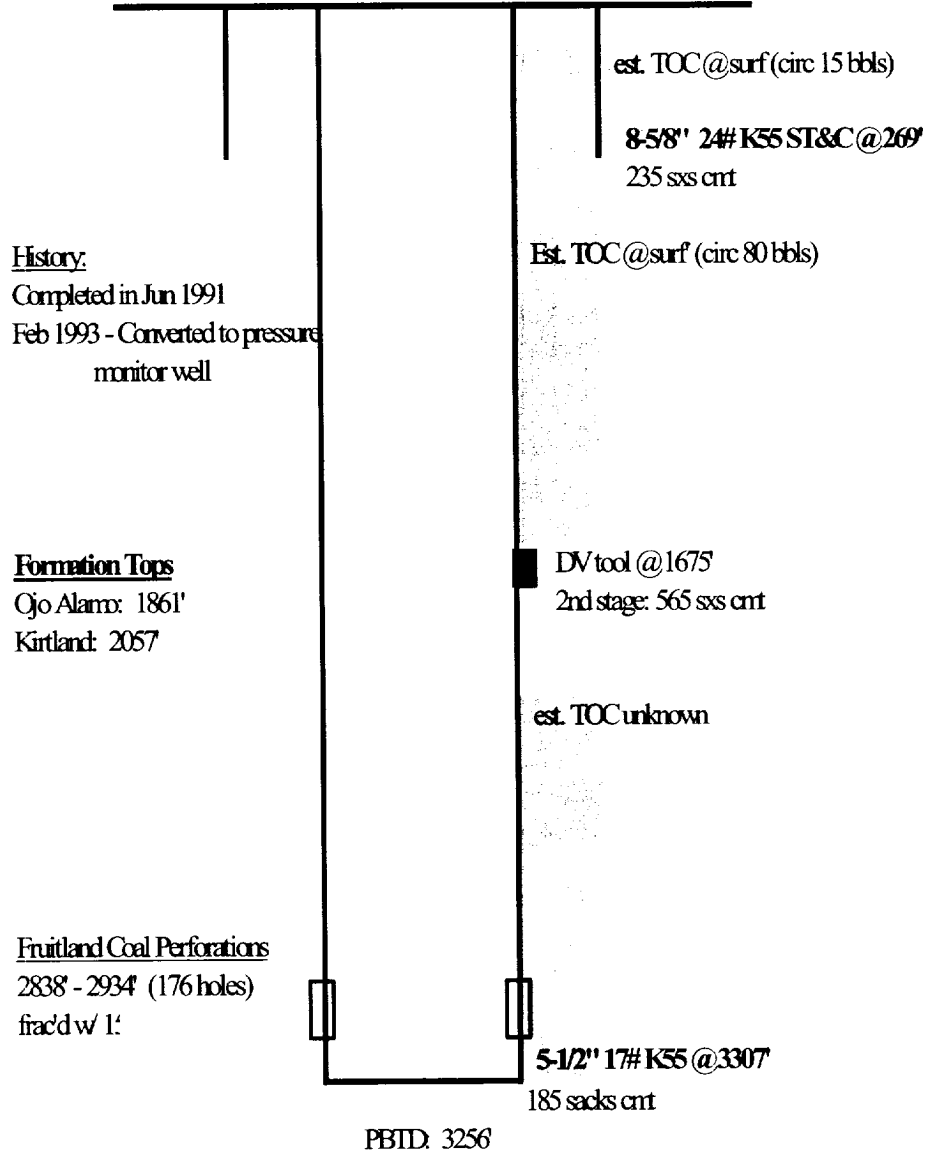 est. TOC @surf (circ 15 bbls)
8-5/8" 24# K55 ST&C @ 269'
235 sxs cmt
History:
Completed in Jun 1991
Feb 1993 - Converted to pressure
monitor well
Est. TOC @surf (circ 80 bbls)
Formation Tops
Ojo Alamo: 1861'
Kirtland: 2057'
DV tool @ 1675'
2nd stage: 565 sxs cmt
est. TOC unknown
Fruitland Coal Perforations
2838' - 2934' (176 holes)
frac'd w/
5-1/2" 17# K55 @ 3307'
185 sacks cmt
PBTD: 3256'